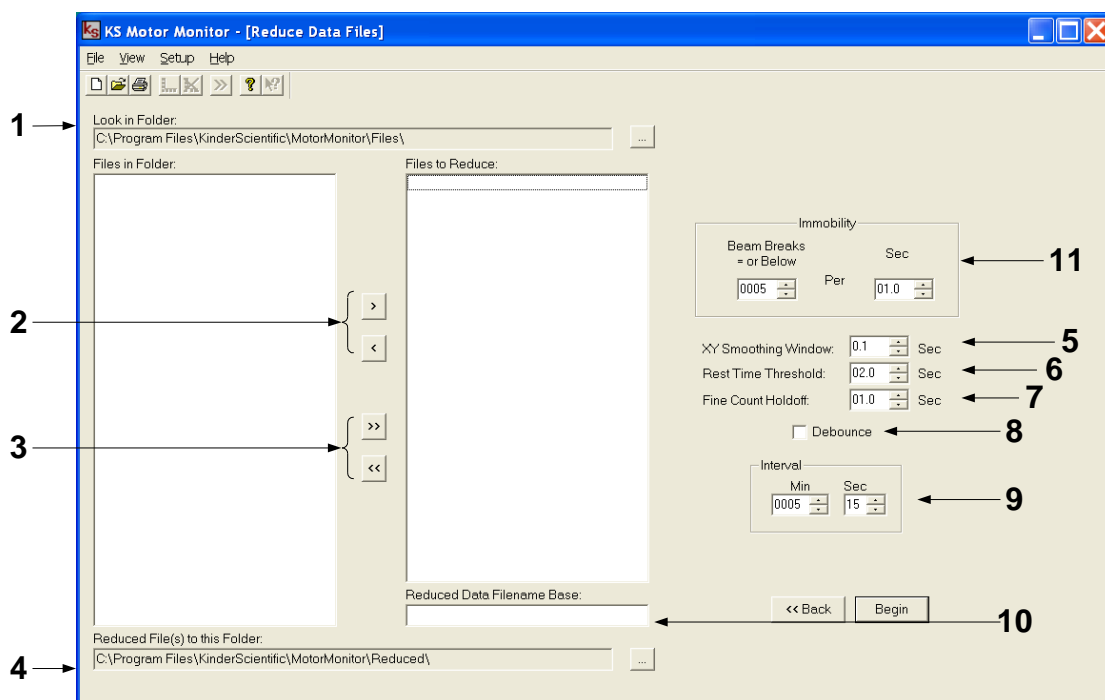 KS Motor Monitor - [Reduce Data Files]
File View Setup Help
1
Look in Folder:
C:\Program Files\KinderScientific\MotorMonitor\Files\
...
Files in Folder:
Files to Reduce:
Immobility
Beam Breaks
= or Below
Sec
0005
Per
01.0
11
2
>
<
XY Smoothing Window:
0.1
Sec
5
Rest Time Threshold:
02.0
Sec
6
Fine Count Holdoff:
01.0
Sec
7
Debounce
8
3
>>
<<
Interval
Min
Sec
0005
15
9
Reduced Data Filename Base:
<< Back
Begin
10
Reduced File(s) to this Folder:
4
C:\Program Files\KinderScientific\MotorMonitor\Reduced\
...